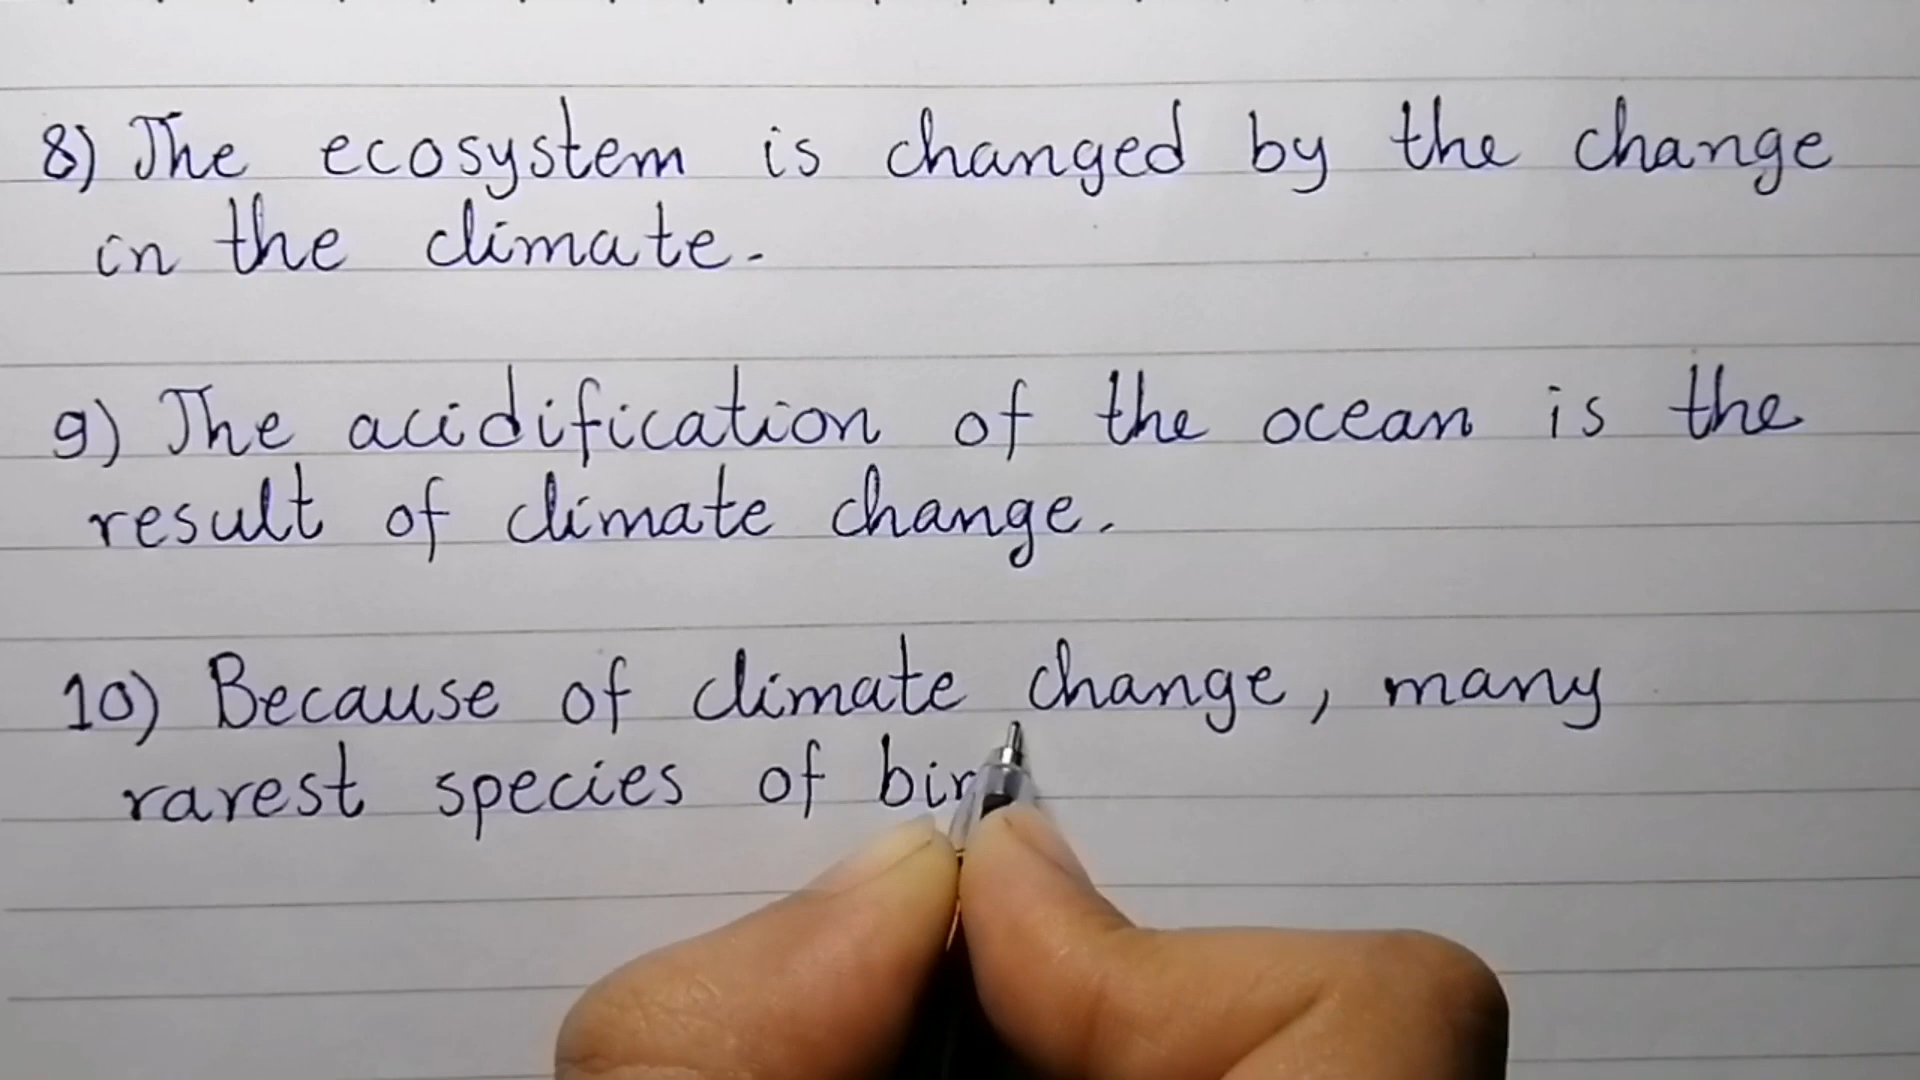 8) The ecosystem is changed by the change
in the climate.
9) The acidification of the ocean is the
result of climate change.
10) Because of climate change, many
rarest species of bir